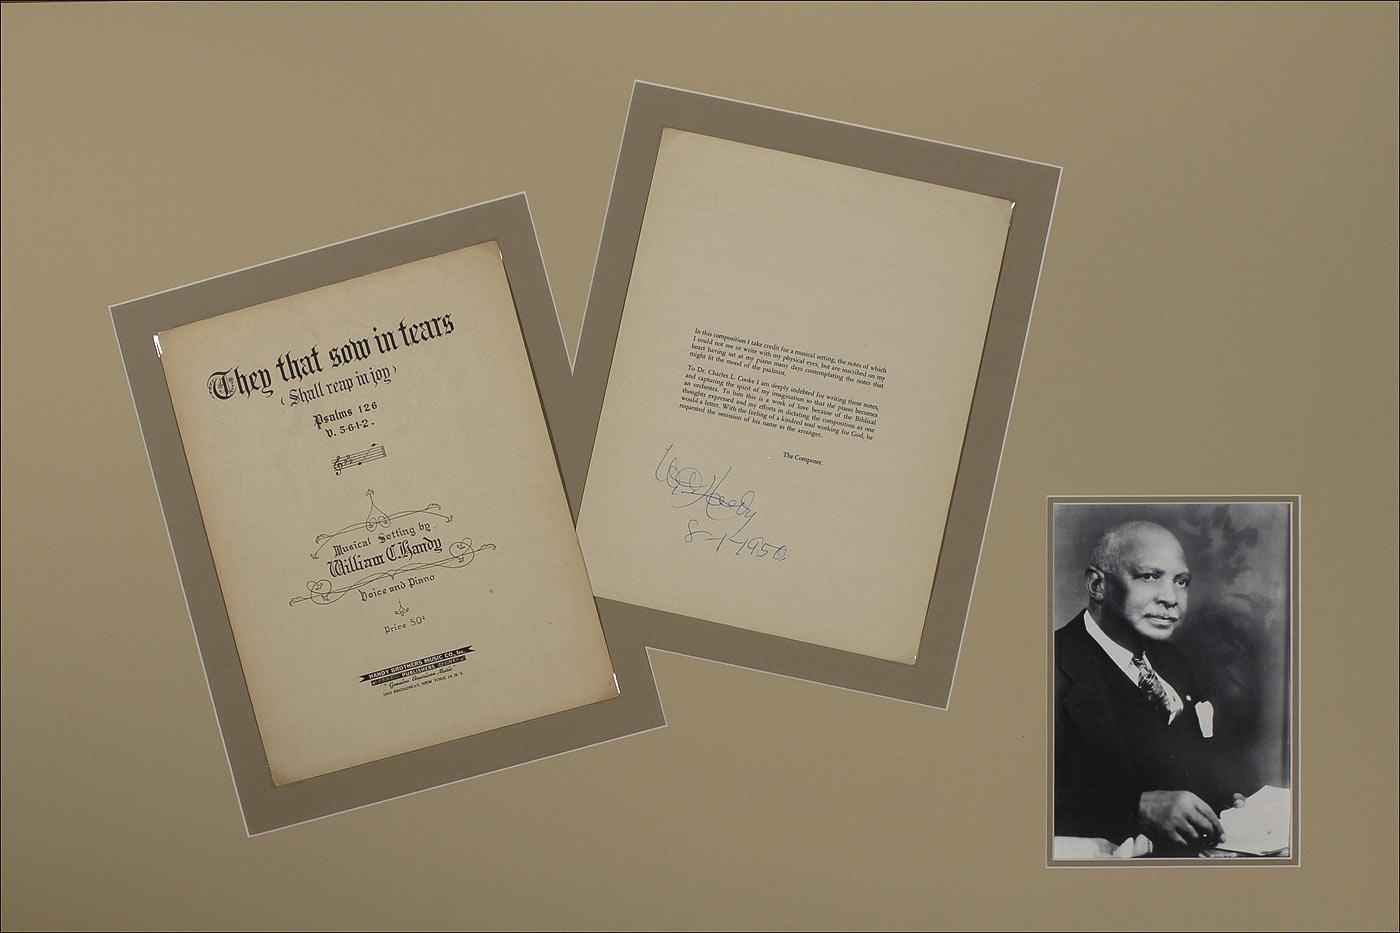 They that sow in tears
(Shall reap in joy)
Psalms 126
v. 5-6-1-2-
Musical Setting by
William C. Handy
Voice and Piano
Price 50¢
HANDY BROTHERS MUSIC CO. Inc.
PUBLISHERS
"Genuine American Music"
1650 BROADWAY, NEW YORK 19, N. Y.
In this composition I take credit for a musical setting, the notes of which
I could not see or write with my physical eyes, but are inscribed on my
heart having sat at my piano many days contemplating the notes that
might fit the mood of the psalmist.
To Dr. Charles L. Cooke I am deeply indebted for writing these notes,
and capturing the spirit of my imagination so that the piano becomes
an orchestra. To him this is a work of love because of the Biblical
thoughts expressed and my efforts in dictating the composition as one
would a letter. With the feeling of a kindred soul working for God, he
requested the omission of his name as the arranger.
The Composer.
W.C. Handy
8-1-1950